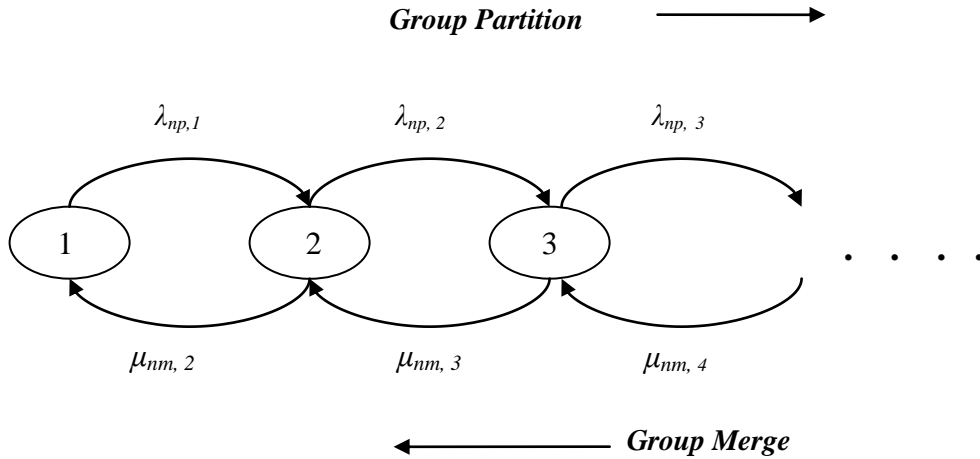 Group Partition
λnp,1 λnp, 2 λnp, 3
1 2 3 . . . .
μnm, 2 μnm, 3 μnm, 4
Group Merge